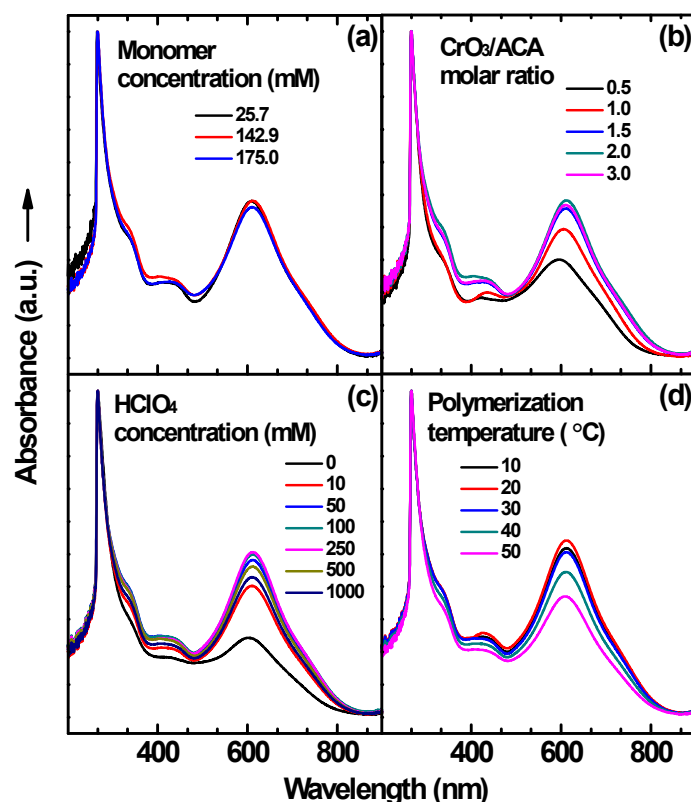 (a)
Monomer
concentration (mM)
25.7
142.9
175.0
(b)
CrO₃/ACA
molar ratio
0.5
1.0
1.5
2.0
3.0
(c)
HClO₄
concentration (mM)
0
10
50
100
250
500
1000
(d)
Polymerization
temperature ( °C)
10
20
30
40
50
Absorbance (a.u.)
400 600 800 400 600 800
Wavelength (nm)